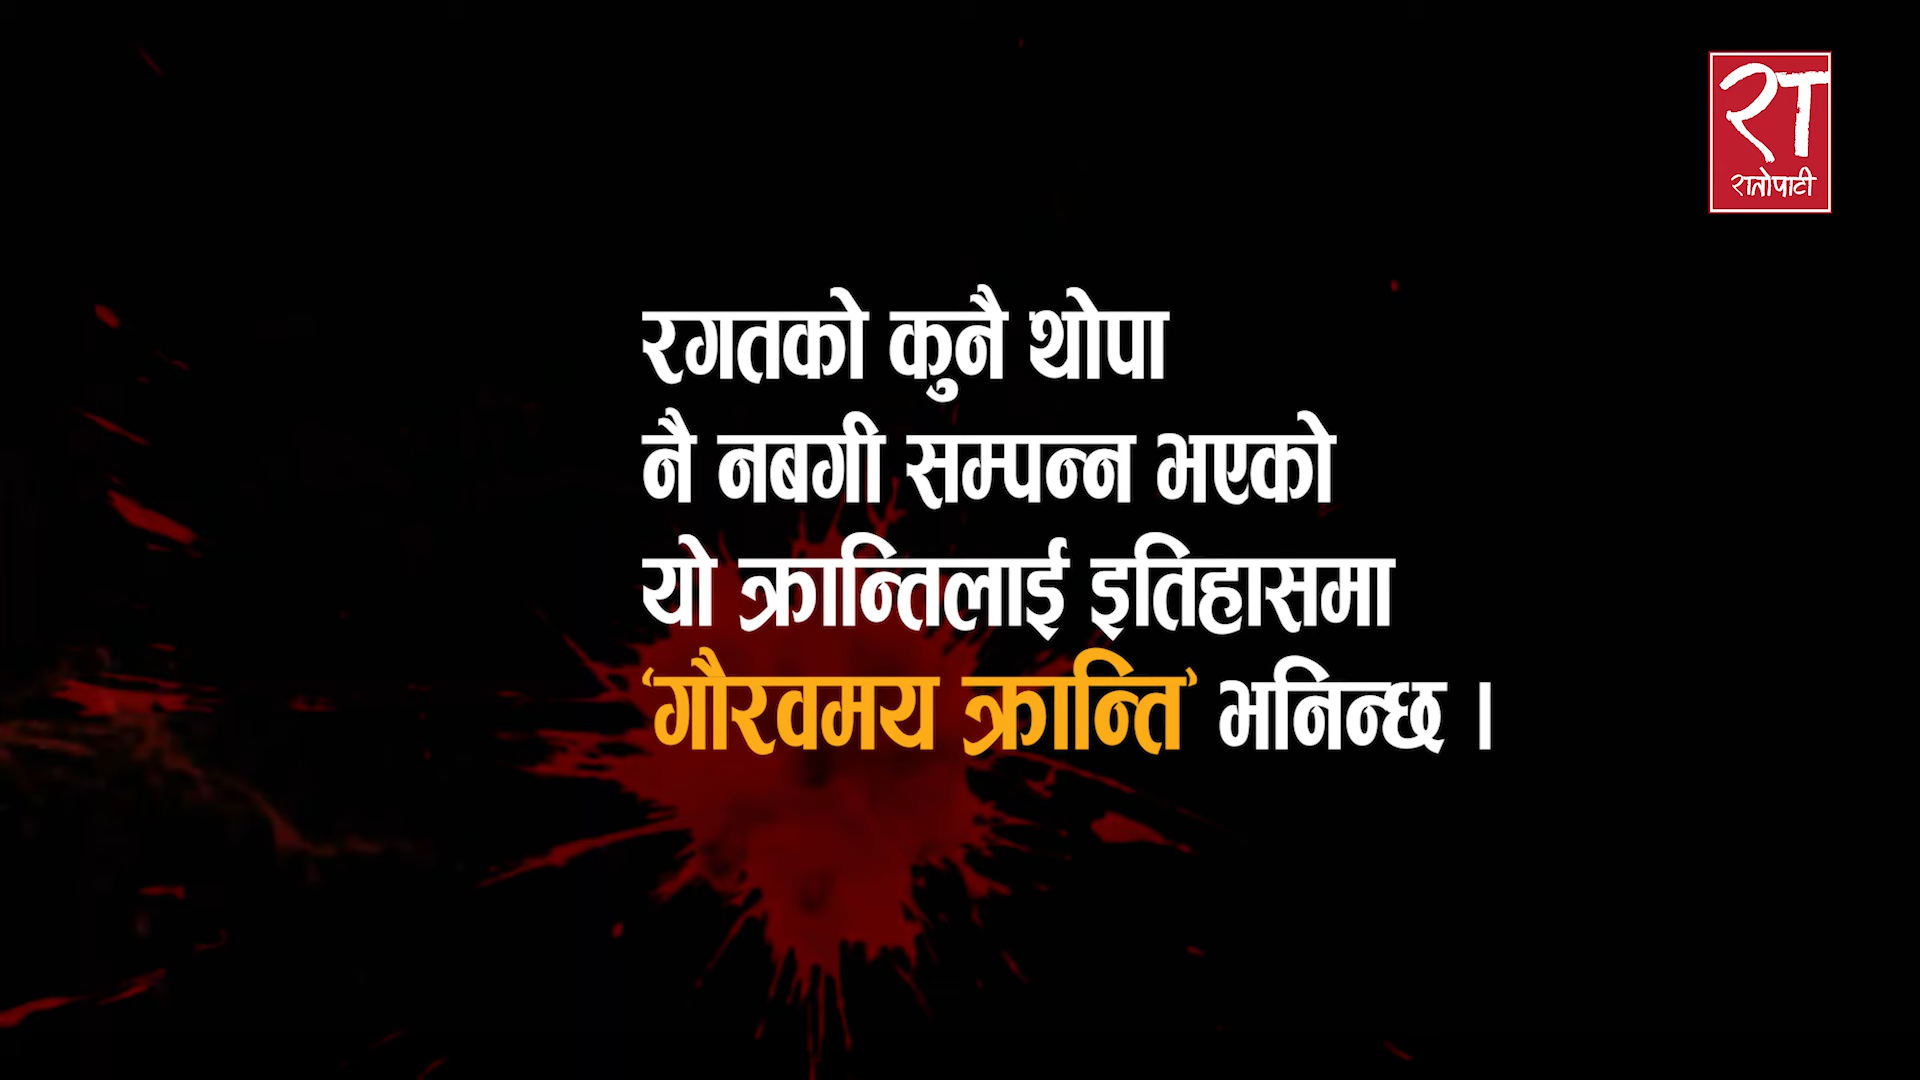 रा
रातोपाटी
रगतको कुनै थोपा
नै नबगी सम्पन्न भएको
यो क्रान्तिलाई इतिहासमा
‘गौरवमय क्रान्ति’ भनिन्छ ।